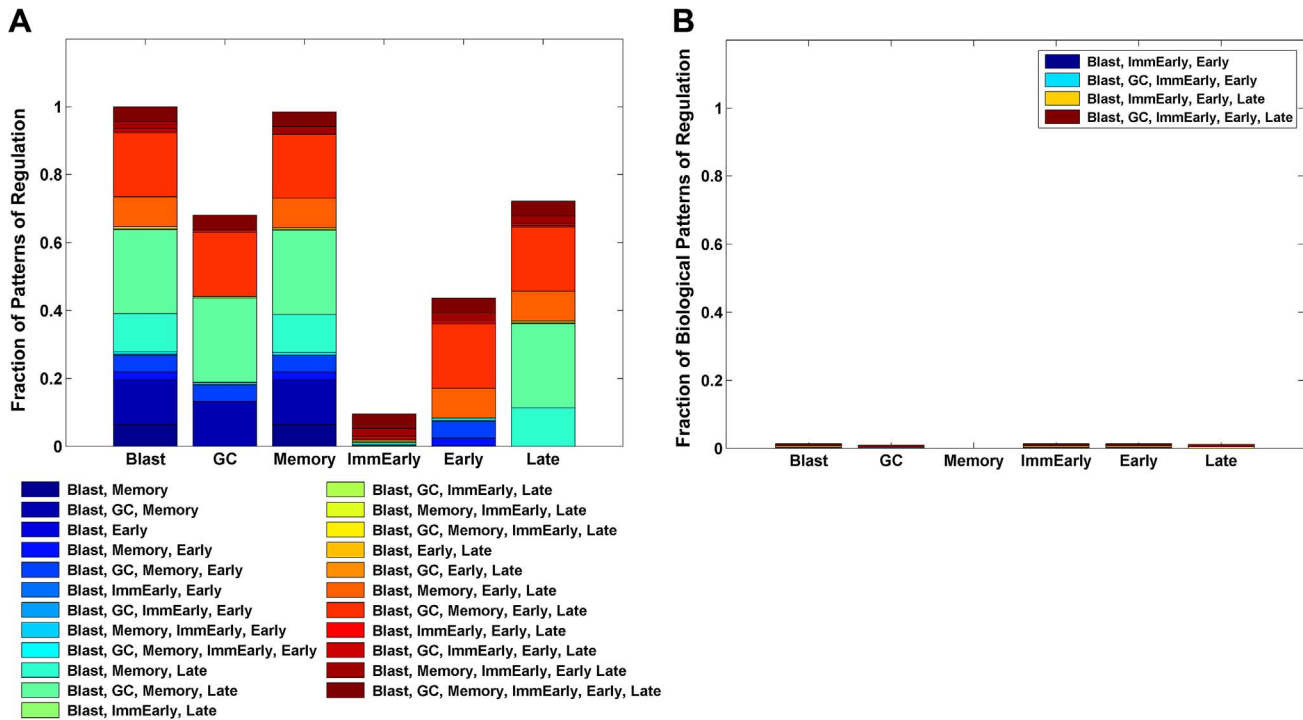 A
Fraction of Patterns of Regulation
1
0.8
0.6
0.4
0.2
0
Blast GC Memory ImmEarly Early Late
Blast, Memory
Blast, GC, Memory
Blast, Early
Blast, Memory, Early
Blast, GC, Memory, Early
Blast, ImmEarly, Early
Blast, GC, ImmEarly, Early
Blast, Memory, ImmEarly, Early
Blast, GC, Memory, ImmEarly, Early
Blast, Memory, Late
Blast, GC, Memory, Late
Blast, ImmEarly, Late
Blast, GC, ImmEarly, Late
Blast, Memory, ImmEarly, Late
Blast, GC, Memory, ImmEarly, Late
Blast, Early, Late
Blast, GC, Early, Late
Blast, Memory, Early, Late
Blast, GC, Memory, Early, Late
Blast, ImmEarly, Early, Late
Blast, GC, ImmEarly, Early, Late
Blast, Memory, ImmEarly, Early Late
Blast, GC, Memory, ImmEarly, Early, Late
B
Fraction of Biological Patterns of Regulation
1
0.8
0.6
0.4
0.2
0
Blast, ImmEarly, Early
Blast, GC, ImmEarly, Early
Blast, ImmEarly, Early, Late
Blast, GC, ImmEarly, Early, Late
Blast GC Memory ImmEarly Early Late